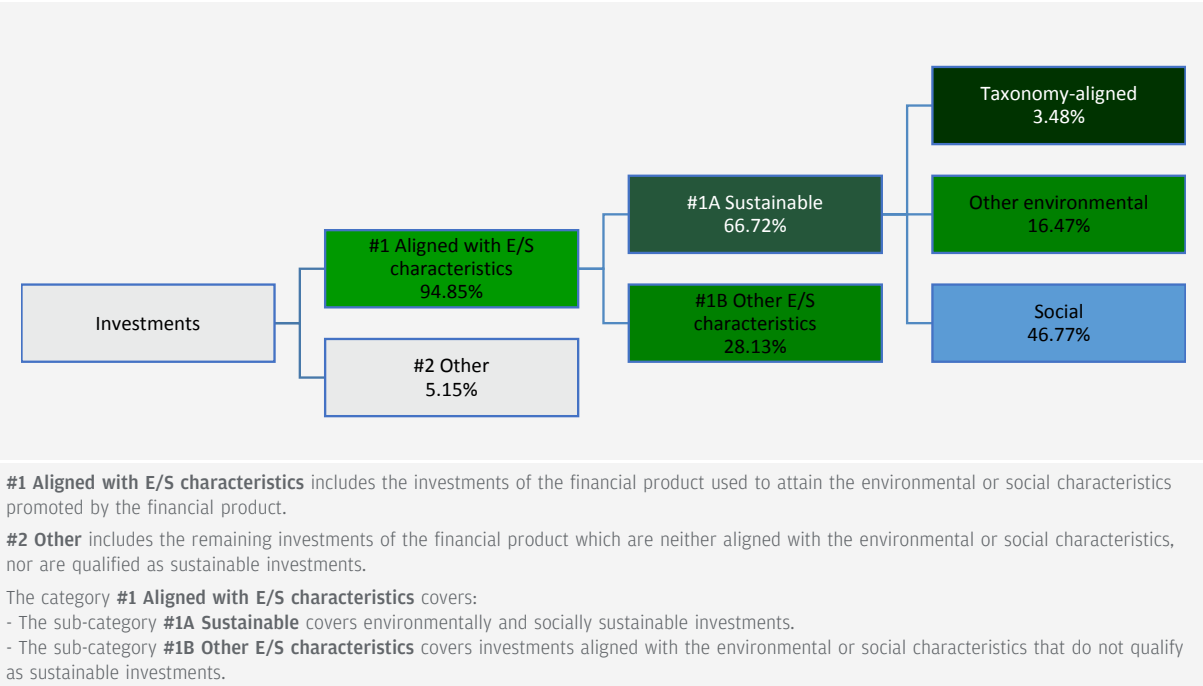 Taxonomy-aligned
3.48%
#1A Sustainable
66.72%
Other environmental
16.47%
#1 Aligned with E/S
characteristics
94.85%
Investments
#1B Other E/S
characteristics
28.13%
Social
46.77%
#2 Other
5.15%
#1 Aligned with E/S characteristics includes the investments of the financial product used to attain the environmental or social characteristics
promoted by the financial product.
#2 Other includes the remaining investments of the financial product which are neither aligned with the environmental or social characteristics,
nor are qualified as sustainable investments.
The category #1 Aligned with E/S characteristics covers:
- The sub-category #1A Sustainable covers environmentally and socially sustainable investments.
- The sub-category #1B Other E/S characteristics covers investments aligned with the environmental or social characteristics that do not qualify
as sustainable investments.